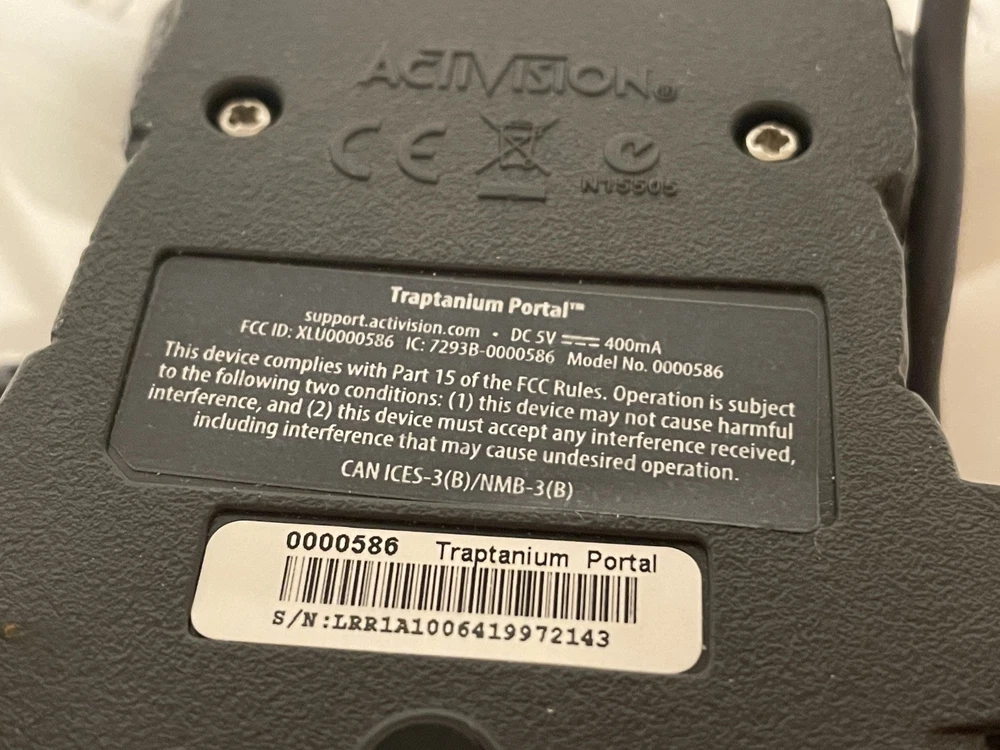 ACTIVISION®
CE
N15505
Traptanium Portal™
support.activision.com • DC 5V ⎓ 400mA
FCC ID: XLU0000586 IC: 7293B-0000586 Model No. 0000586
This device complies with Part 15 of the FCC Rules. Operation is subject
to the following two conditions: (1) this device may not cause harmful
interference, and (2) this device must accept any interference received,
including interference that may cause undesired operation.
CAN ICES-3(B)/NMB-3(B)
0000586 Traptanium Portal
S/N:LRR1A1006419972143